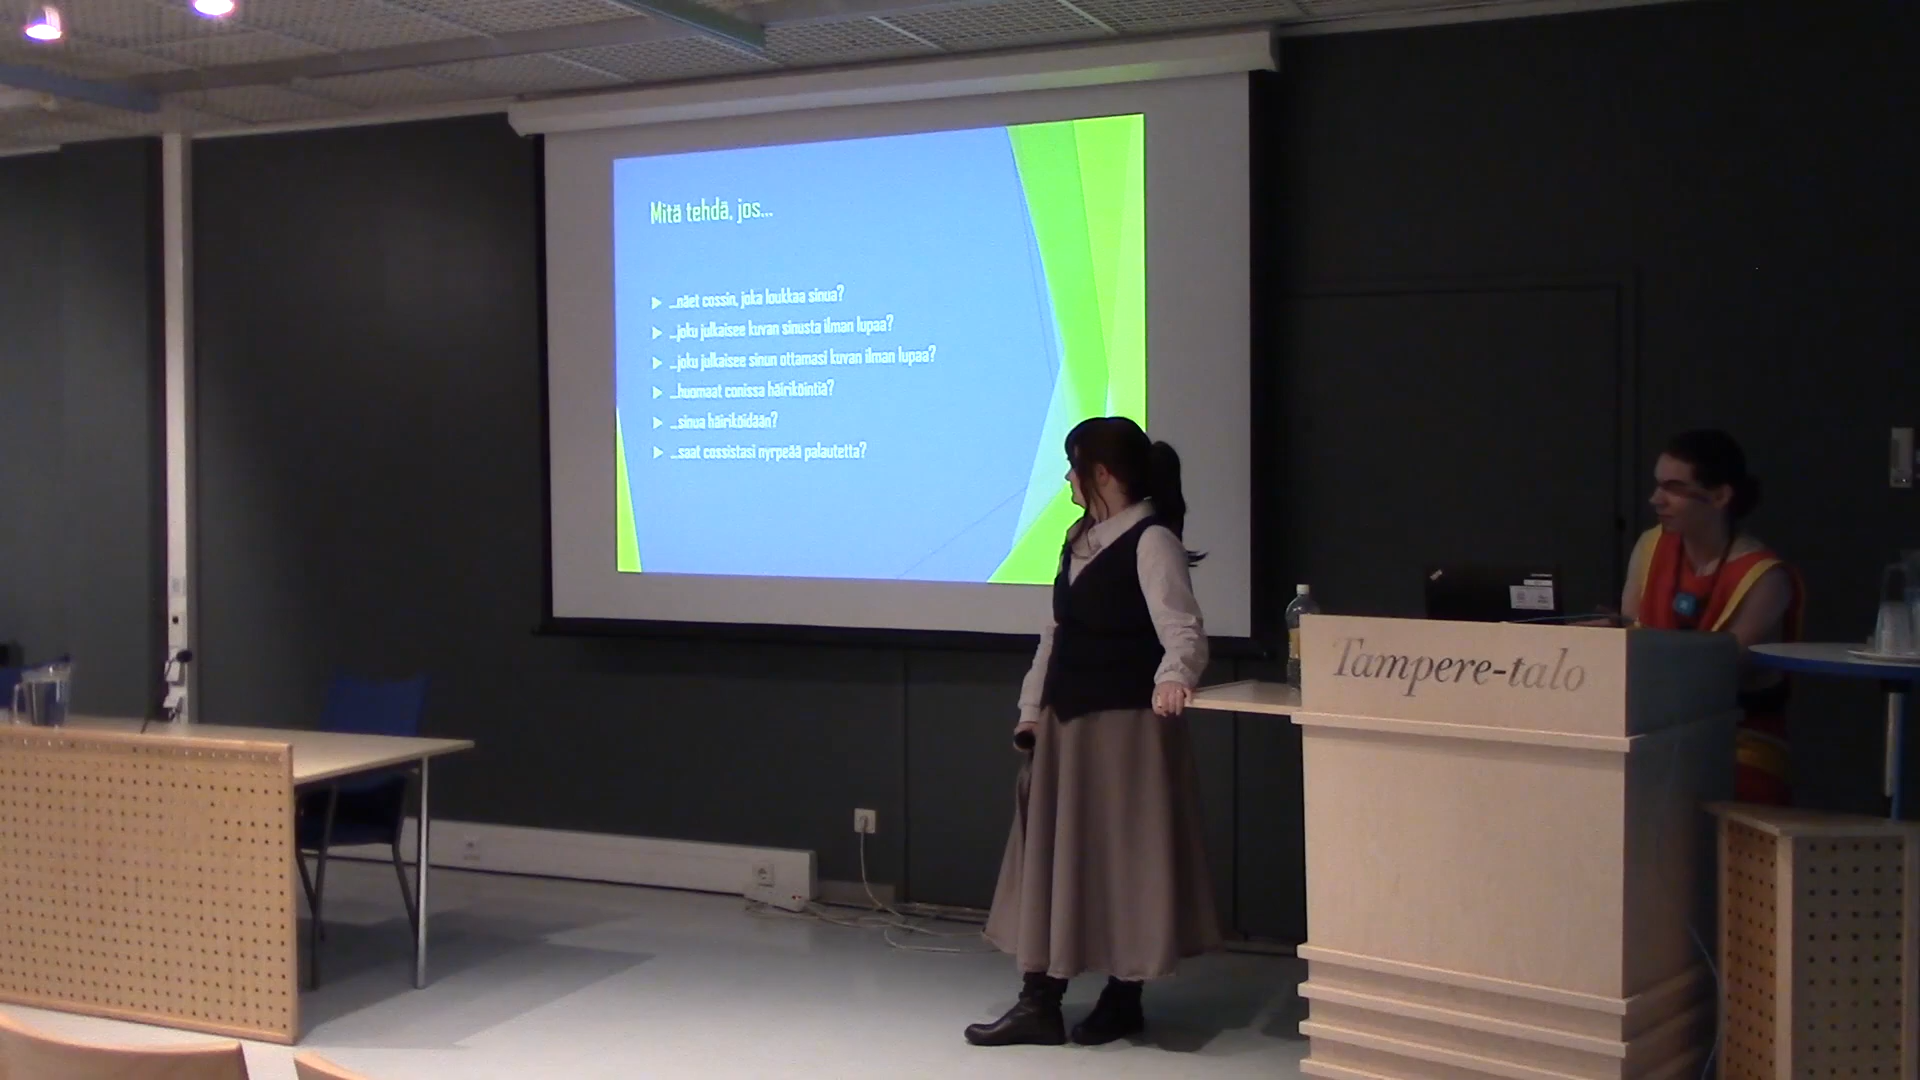 Mitä tehdä, jos...
...näet cossin, joka loukkaa sinua?
...joku julkaisee kuvan sinusta ilman lupaa?
...joku julkaisee sinun ottamasi kuvan ilman lupaa?
...huomaat conissa häiriköintiä?
...sinua häiriköidään?
...saat cossistasi nyrpeää palautetta?
Tampere-talo